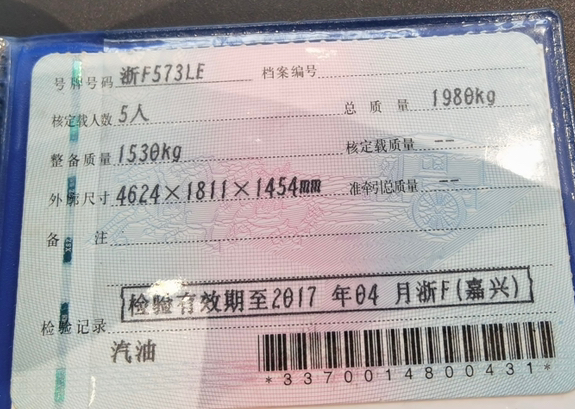 号牌号码 浙F573LE 档案编号
核定载人数 5人 总质量 1980kg
整备质量 1530kg 核定载质量 --
外廓尺寸 4624×1811×1454mm 准牵引总质量 --
备注
检验记录 检验有效期至2017年04月浙F(嘉兴)
汽油
*3370014800431*